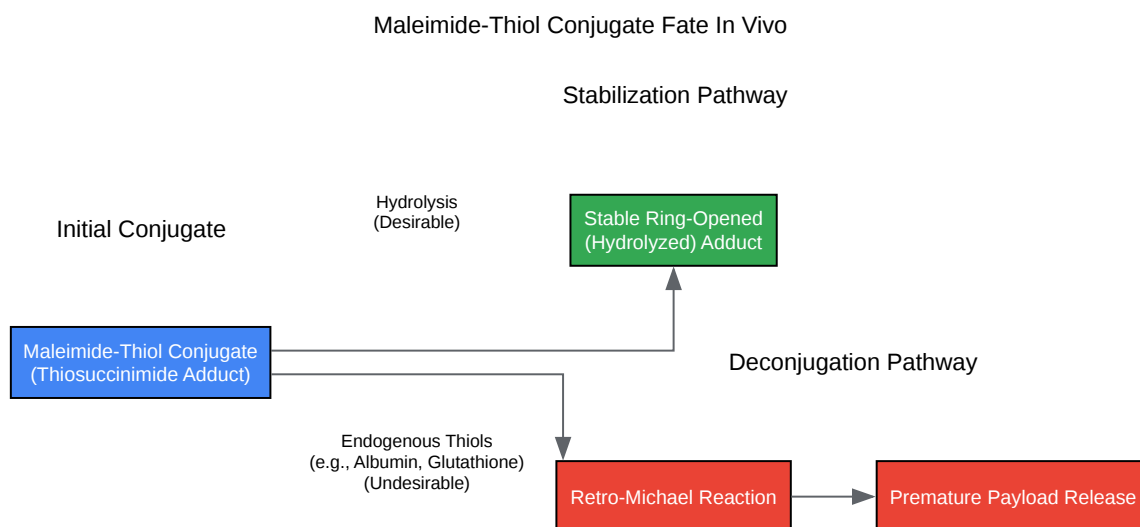 Maleimide-Thiol Conjugate Fate In Vivo
Stabilization Pathway
Hydrolysis
(Desirable)
Stable Ring-Opened
(Hydrolyzed) Adduct
Initial Conjugate
Maleimide-Thiol Conjugate
(Thiosuccinimide Adduct)
Deconjugation Pathway
Endogenous Thiols
(e.g., Albumin, Glutathione)
(Undesirable)
Retro-Michael Reaction
Premature Payload Release